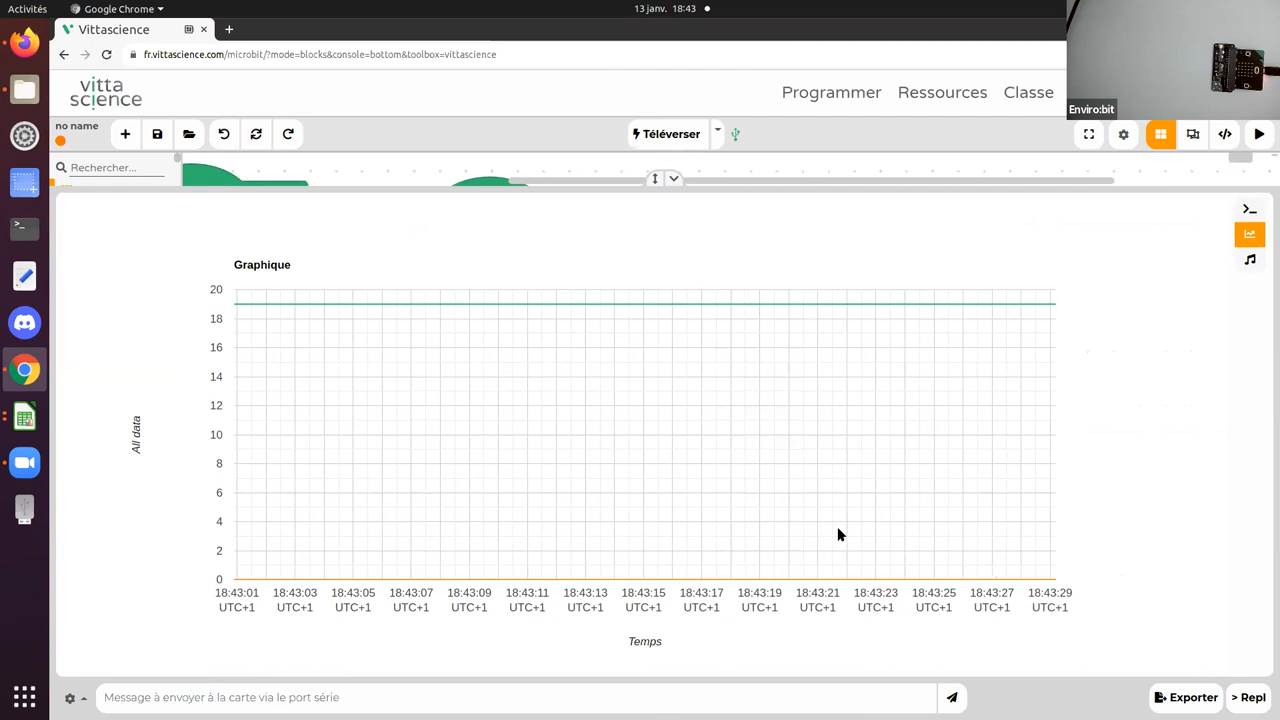 Activités
Google Chrome
13 janv. 18:43
Vittascience
fr.vittascience.com/microbit/?mode=blocks&console=bottom&toolbox=vittascience
vitta
science
Programmer
Ressources
Classe
Enviro:bit
no name
Téléverser
Rechercher...
Graphique
20
18
16
14
12
10
8
6
4
2
0
All data
18:43:01 18:43:03 18:43:05 18:43:07 18:43:09 18:43:11 18:43:13 18:43:15 18:43:17 18:43:19 18:43:21 18:43:23 18:43:25 18:43:27 18:43:29
UTC+1 UTC+1 UTC+1 UTC+1 UTC+1 UTC+1 UTC+1 UTC+1 UTC+1 UTC+1 UTC+1 UTC+1 UTC+1 UTC+1 UTC+1
Temps
Message à envoyer à la carte via le port série
Exporter
> Repl